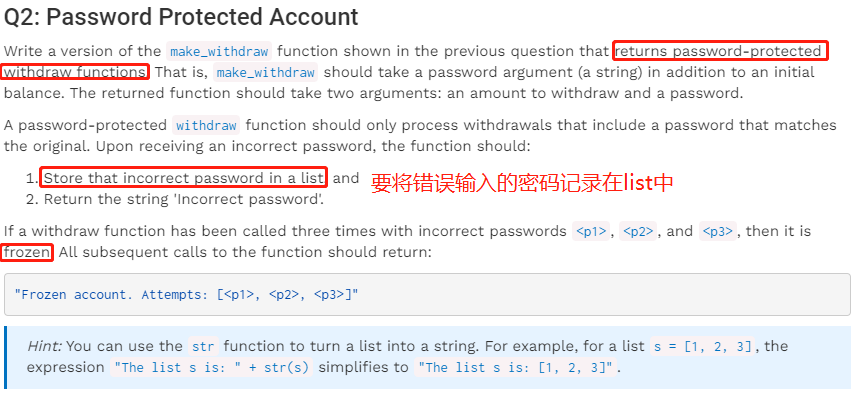 Q2: Password Protected Account
Write a version of the make_withdraw function shown in the previous question that returns password-protected
withdraw functions. That is, make_withdraw should take a password argument (a string) in addition to an initial
balance. The returned function should take two arguments: an amount to withdraw and a password.
A password-protected withdraw function should only process withdrawals that include a password that matches
the original. Upon receiving an incorrect password, the function should:
1. Store that incorrect password in a list, and 要将错误输入的密码记录在list中
2. Return the string 'Incorrect password'.
If a withdraw function has been called three times with incorrect passwords <p1>, <p2>, and <p3>, then it is
frozen. All subsequent calls to the function should return:
"Frozen account. Attempts: [<p1>, <p2>, <p3>]"
Hint: You can use the str function to turn a list into a string. For example, for a list s = [1, 2, 3], the
expression "The list s is: " + str(s) simplifies to "The list s is: [1, 2, 3]".